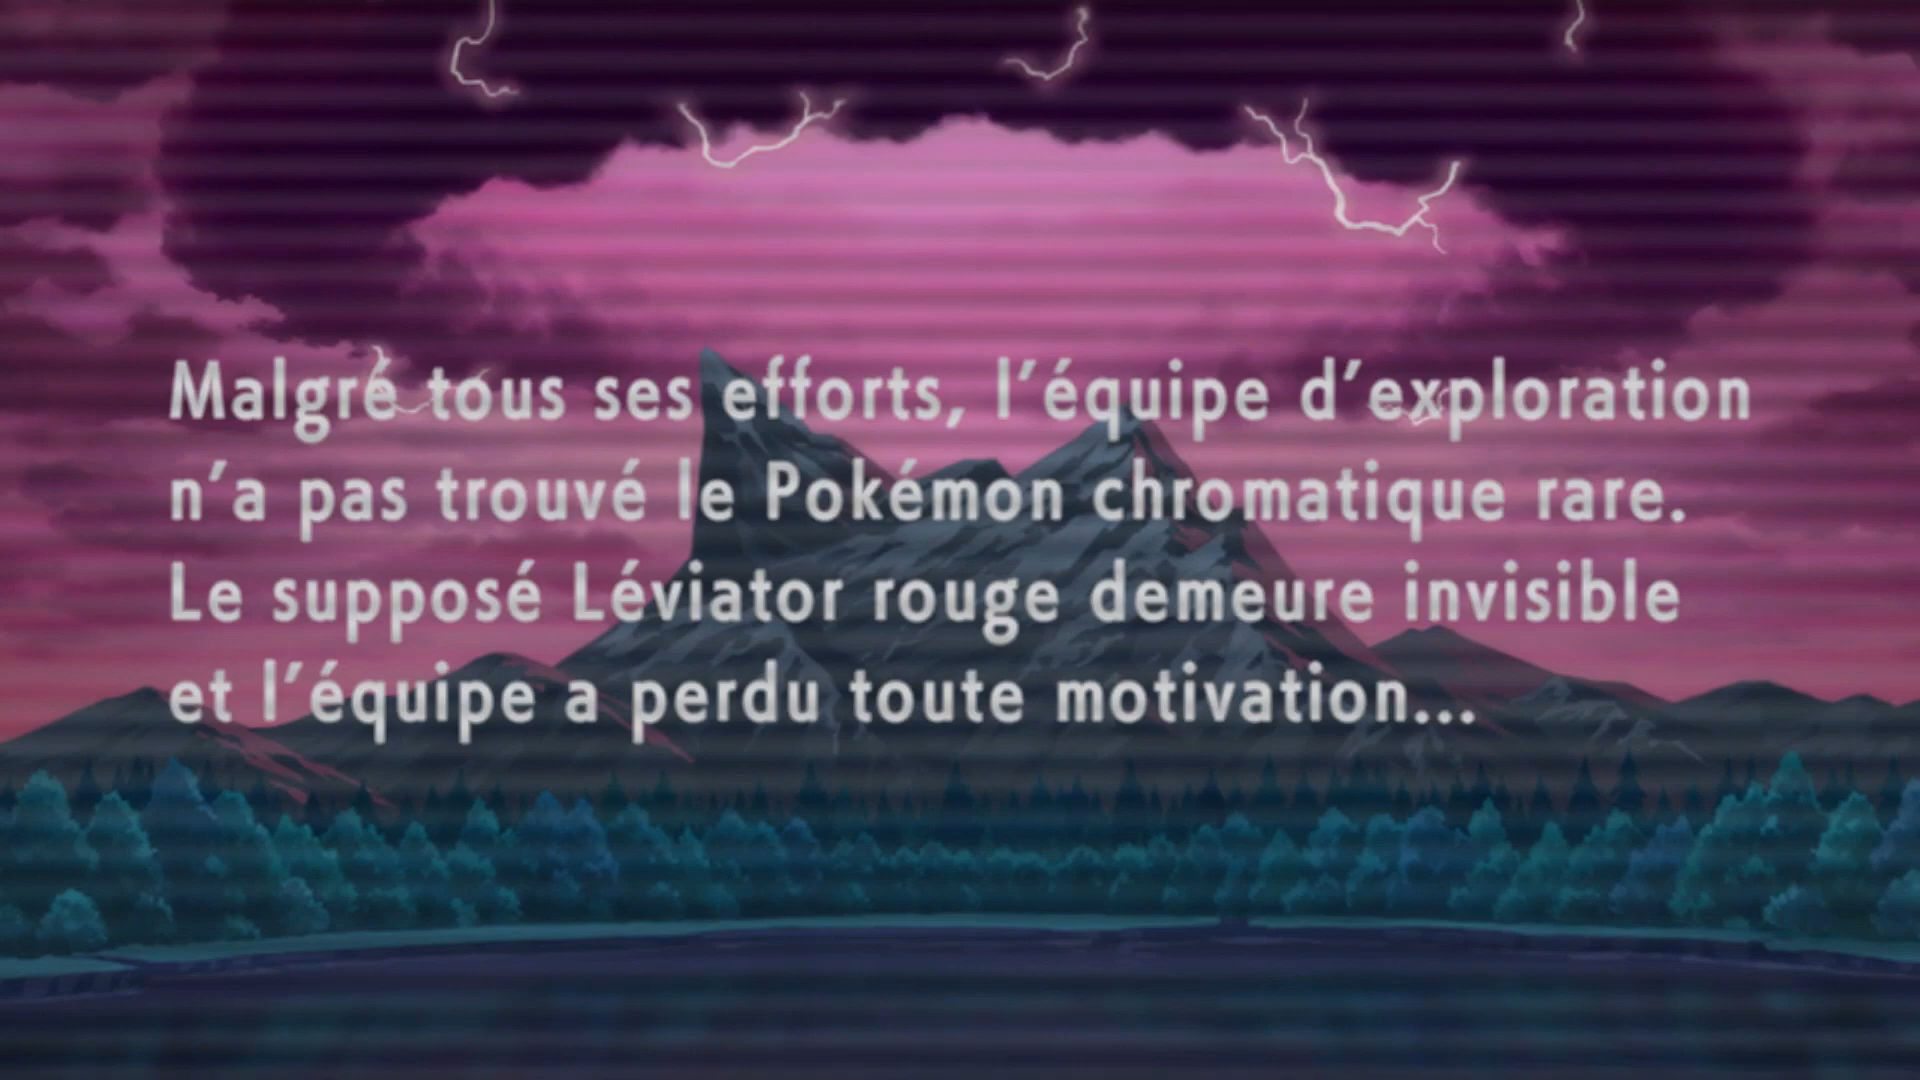 Malgré tous ses efforts, l’équipe d’exploration
n’a pas trouvé le Pokémon chromatique rare.
Le supposé Léviator rouge demeure invisible
et l’équipe a perdu toute motivation...